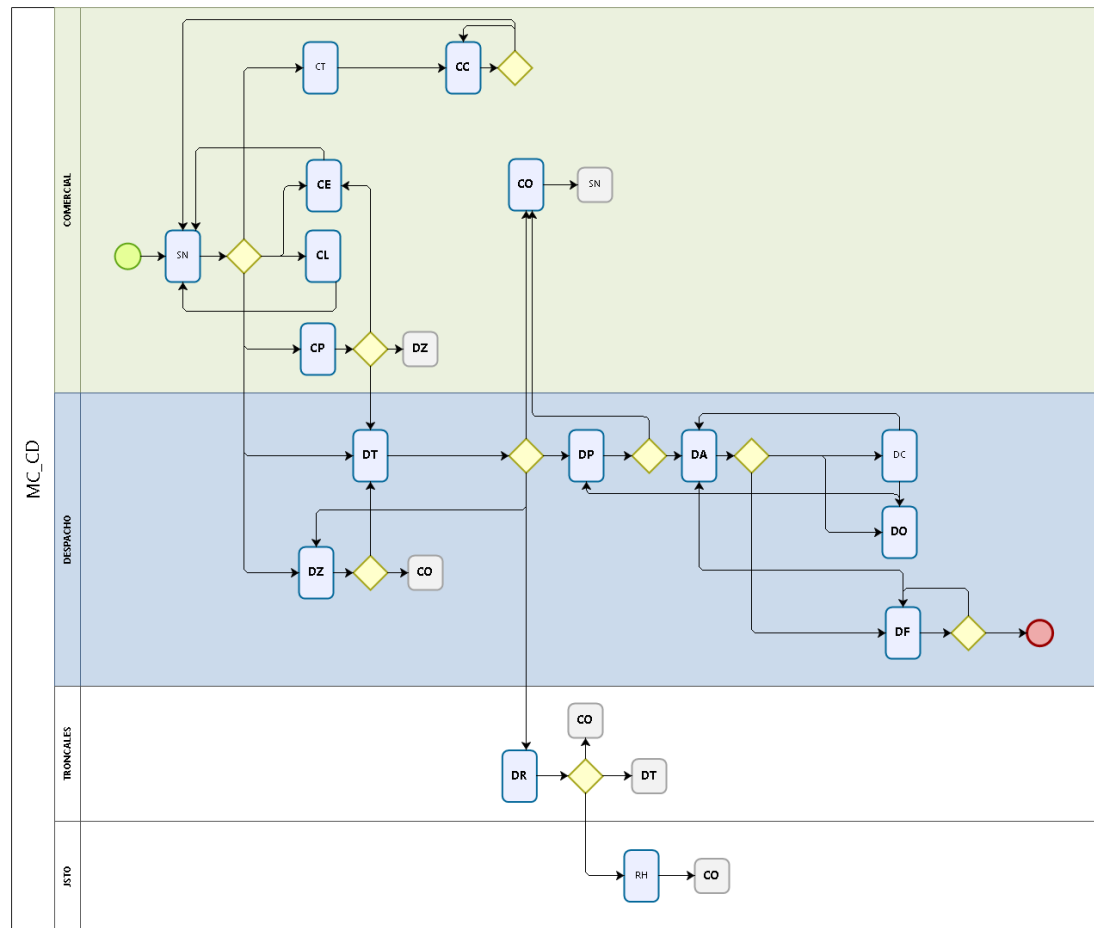 MC_CD
COMERCIAL
CT
CC
CE
CO
SN
SN
CL
CP
DZ
DESPACHO
DT
DP
DA
DC
DO
DZ
CO
DF
TRONCALES
CO
DR
DT
JSTO
RH
CO